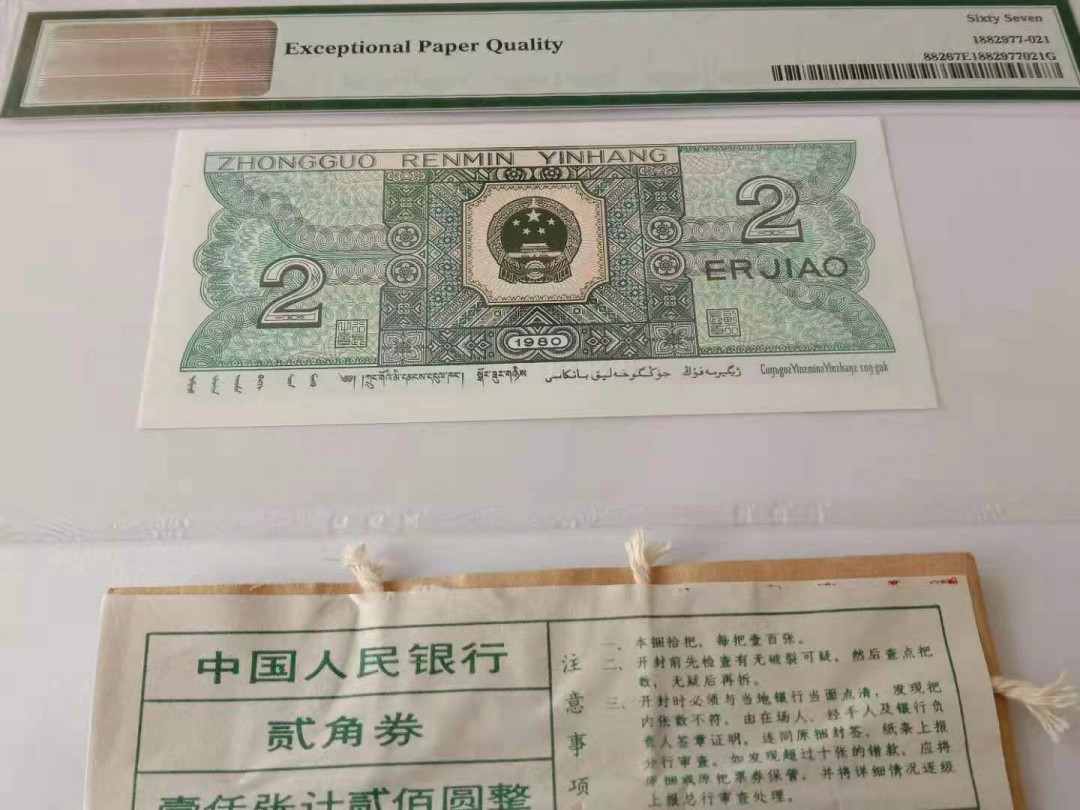 Sixty Seven
Exceptional Paper Quality
1882977-021
88267E1882977021G
ZHONGGUO RENMIN YINHANG
2
ERJIAO
2
1980
中国人民银行
贰角券
壹仟张计贰佰圆整
注意事项
一、本捆拾把，每把壹百张。
二、开封前先检查有无破裂可疑，然后查点把
数，无疑后再拆。
三、开封时必须与当地银行当面点清，发现把
内张数不符，由在场人、经手人及银行负
责人签章证明，连同原捆封签、纸条上报
分行审查。如发现超过十张的错款，应将
原捆或原把票券保管，并将详细情况逐级
上报总行审查处理。